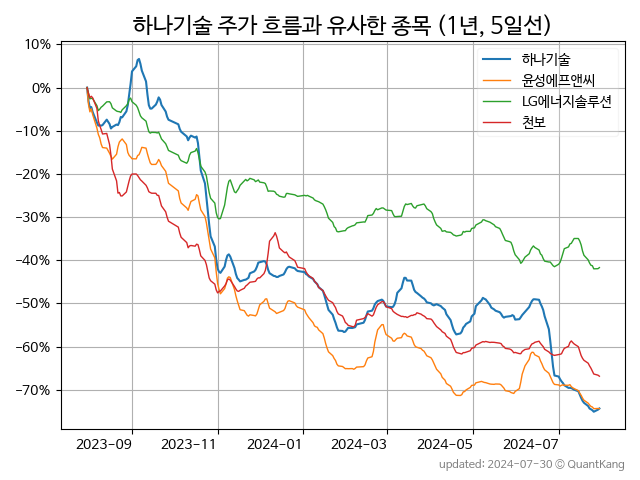 하나기술 주가 흐름과 유사한 종목 (1년, 5일선)
하나기술
윤성에프앤씨
LG에너지솔루션
천보
10%
0%
−10%
−20%
−30%
−40%
−50%
−60%
−70%
2023-09 2023-11 2024-01 2024-03 2024-05 2024-07
updated: 2024-07-30 © QuantKang